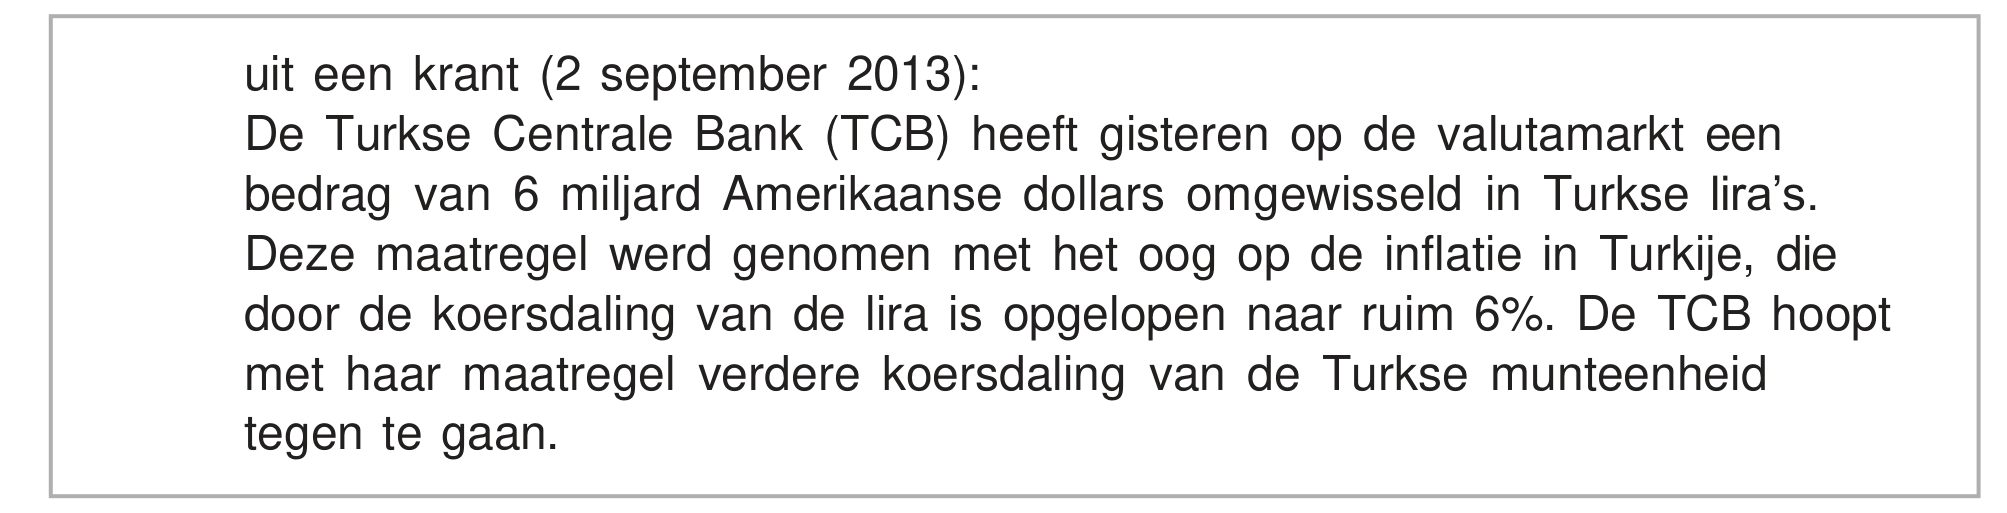 uit een krant (2 september 2013):
De Turkse Centrale Bank (TCB) heeft gisteren op de valutamarkt een
bedrag van 6 miljard Amerikaanse dollars omgewisseld in Turkse lira’s.
Deze maatregel werd genomen met het oog op de inflatie in Turkije, die
door de koersdaling van de lira is opgelopen naar ruim 6%. De TCB hoopt
met haar maatregel verdere koersdaling van de Turkse munteenheid
tegen te gaan.